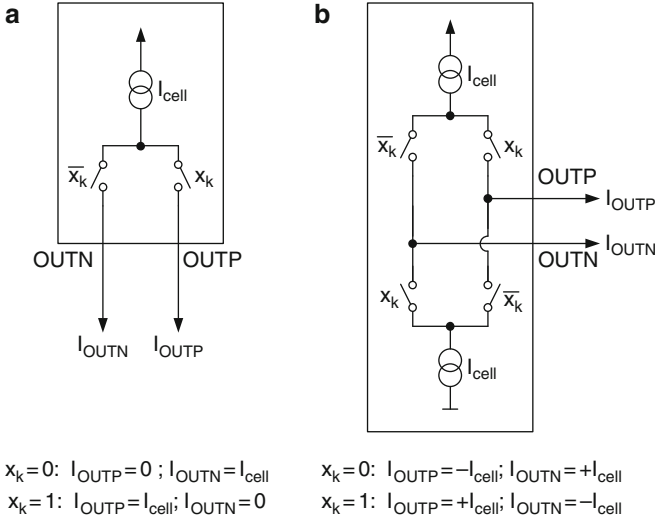 a
b
I_cell
x̄_k
x_k
OUTN
OUTP
I_OUTN
I_OUTP
I_cell
x̄_k
x_k
OUTP
I_OUTP
I_OUTN
OUTN
x_k
x̄_k
I_cell
x_k=0: I_OUTP=0 ; I_OUTN=I_cell
x_k=1: I_OUTP=I_cell; I_OUTN=0
x_k=0: I_OUTP=−I_cell; I_OUTN=+I_cell
x_k=1: I_OUTP=+I_cell; I_OUTN=−I_cell